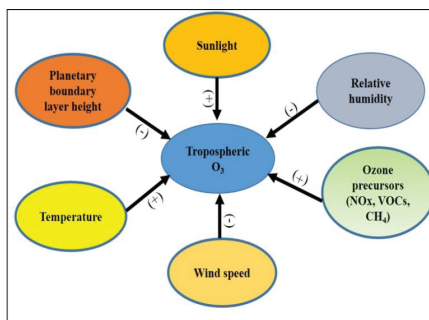 Sunlight
Planetary
boundary
layer height
Relative
humidity
(+)
(-)
(-)
Tropospheric
O₃
Temperature
(+)
(+)
Ozone precursors
(NOx, VOCs,
CH₄)
(-)
Wind speed